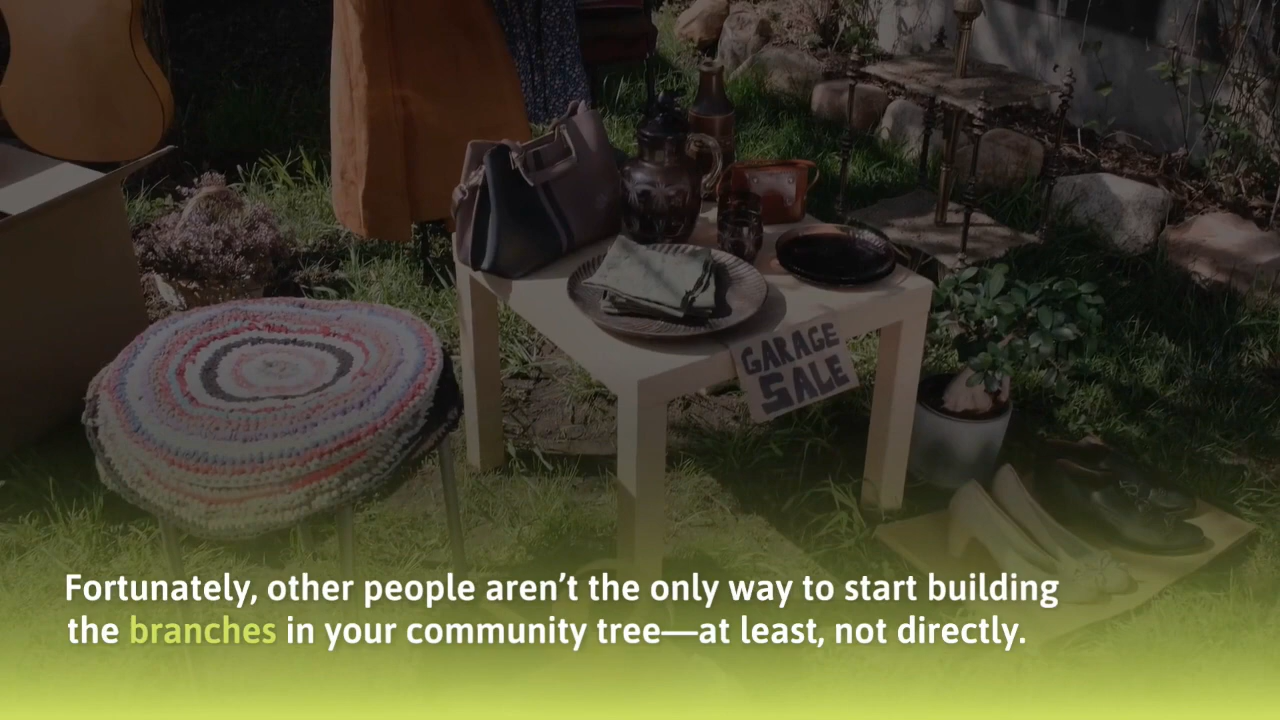 GARAGE
SALE
Fortunately, other people aren’t the only way to start building
the branches in your community tree—at least, not directly.